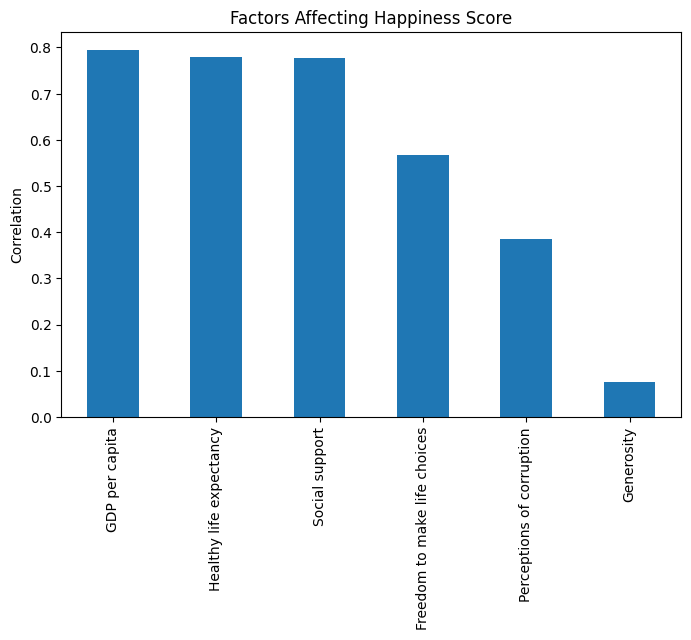 Factors Affecting Happiness Score
Correlation
0.8
0.7
0.6
0.5
0.4
0.3
0.2
0.1
0.0
GDP per capita
Healthy life expectancy
Social support
Freedom to make life choices
Perceptions of corruption
Generosity